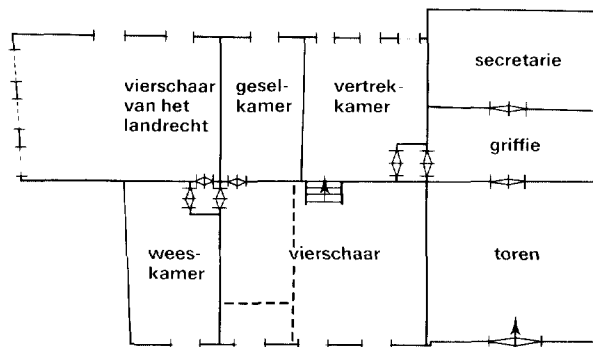 vierschaar
van het
landrecht
gesel-
kamer
vertrek-
kamer
secretarie
griffie
wees-
kamer
vierschaar
toren